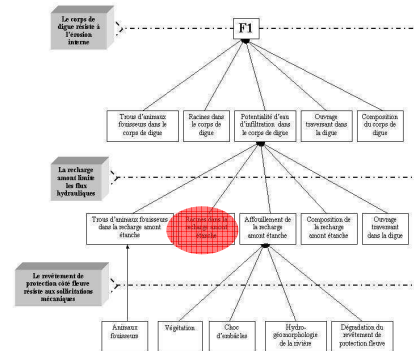 Le corps de
digue résiste à
l'érosion
interne
F1
Trous d'animaux
fouisseurs dans le
corps de digue
Racines dans
le corps de
digue
Potentialité d'eau
d'infiltration dans
le corps de digue
Ouvrage
traversant dans
la digue
Composition
du corps de
digue
La recharge
amont limite
les flux
hydrauliques
Trous d'animaux fouisseurs
dans la recharge amont
étanche
Racines dans la
recharge amont
étanche
Affouillement de
la recharge
amont étanche
Composition de
la recharge
amont étanche
Ouvrage
traversant
dans la digue
Le revêtement de
protection côté fleuve
résiste aux sollicitations
mécaniques
Animaux
fouisseurs
Végétation
Choc
d'embâcles
Hydro-
géomorphologie
de la rivière
Dégradation du
revêtement de
protection fleuve